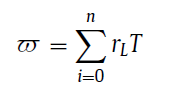 ϖ = ∑_{i=0}^{n} r_L T